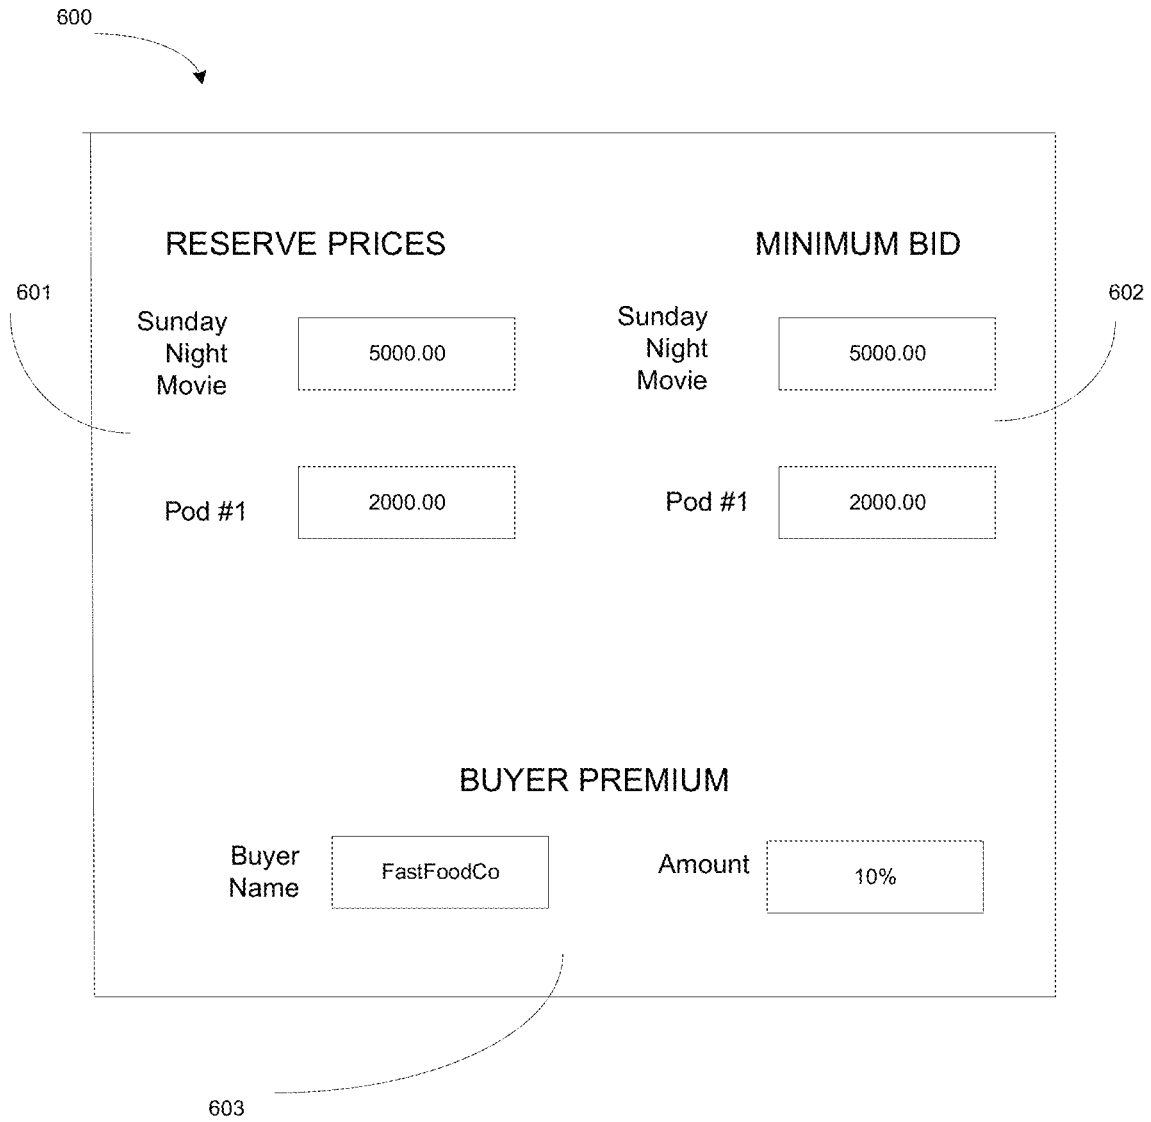 600
RESERVE PRICES
MINIMUM BID
601
602
Sunday
Night
Movie
5000.00
Sunday
Night
Movie
5000.00
Pod #1
2000.00
Pod #1
2000.00
BUYER PREMIUM
Buyer
Name
FastFoodCo
Amount
10%
603